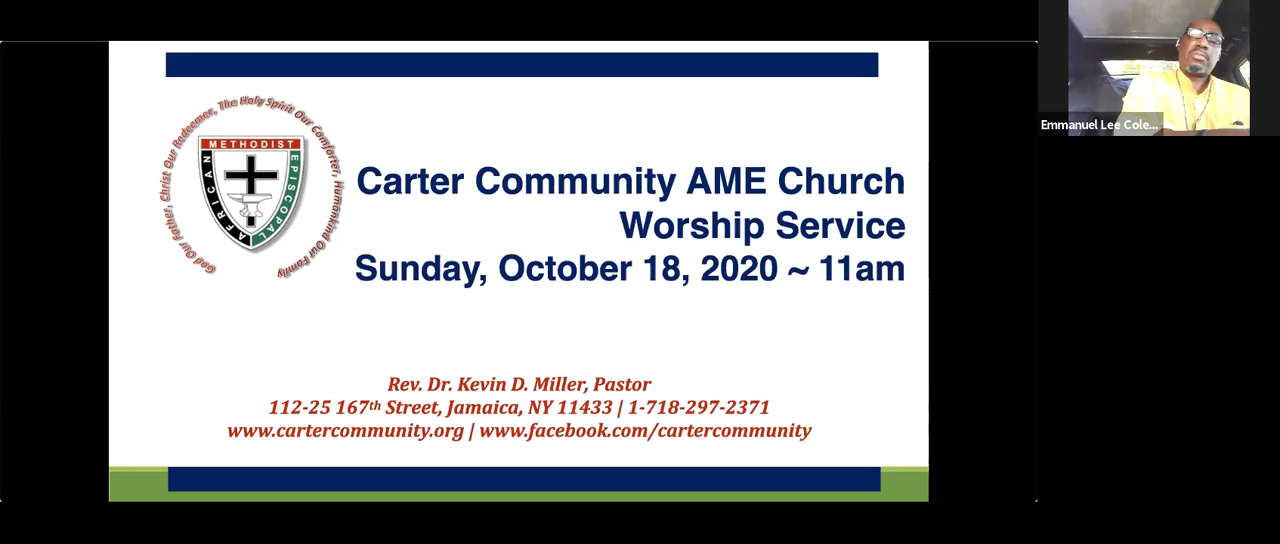 God Our Father, Christ Our Redeemer, The Holy Spirit Our Comforter, Humankind Our Family
METHODIST
AFRICAN
EPISCOPAL
Carter Community AME Church
Worship Service
Sunday, October 18, 2020 ~ 11am
Rev. Dr. Kevin D. Miller, Pastor
112-25 167th Street, Jamaica, NY 11433 | 1-718-297-2371
www.cartercommunity.org | www.facebook.com/cartercommunity
Emmanuel Lee Cole...